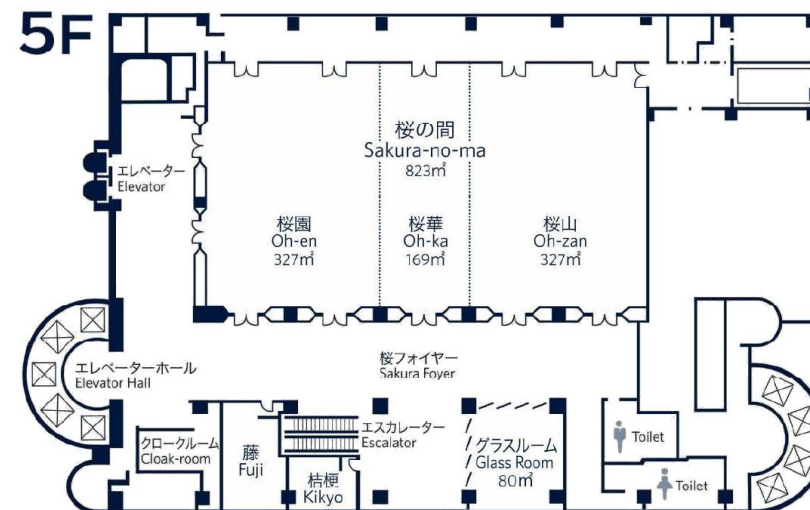 5F
桜の間
Sakura-no-ma
823㎡
エレベーター
Elevator
桜園
Oh-en
327㎡
桜華
Oh-ka
169㎡
桜山
Oh-zan
327㎡
エレベーターホール
Elevator Hall
桜フォイヤー
Sakura Foyer
クロークルーム
Cloak-room
藤
Fuji
エスカレーター
Escalator
桔梗
Kikyo
グラスルーム
Glass Room
80㎡
Toilet
Toilet